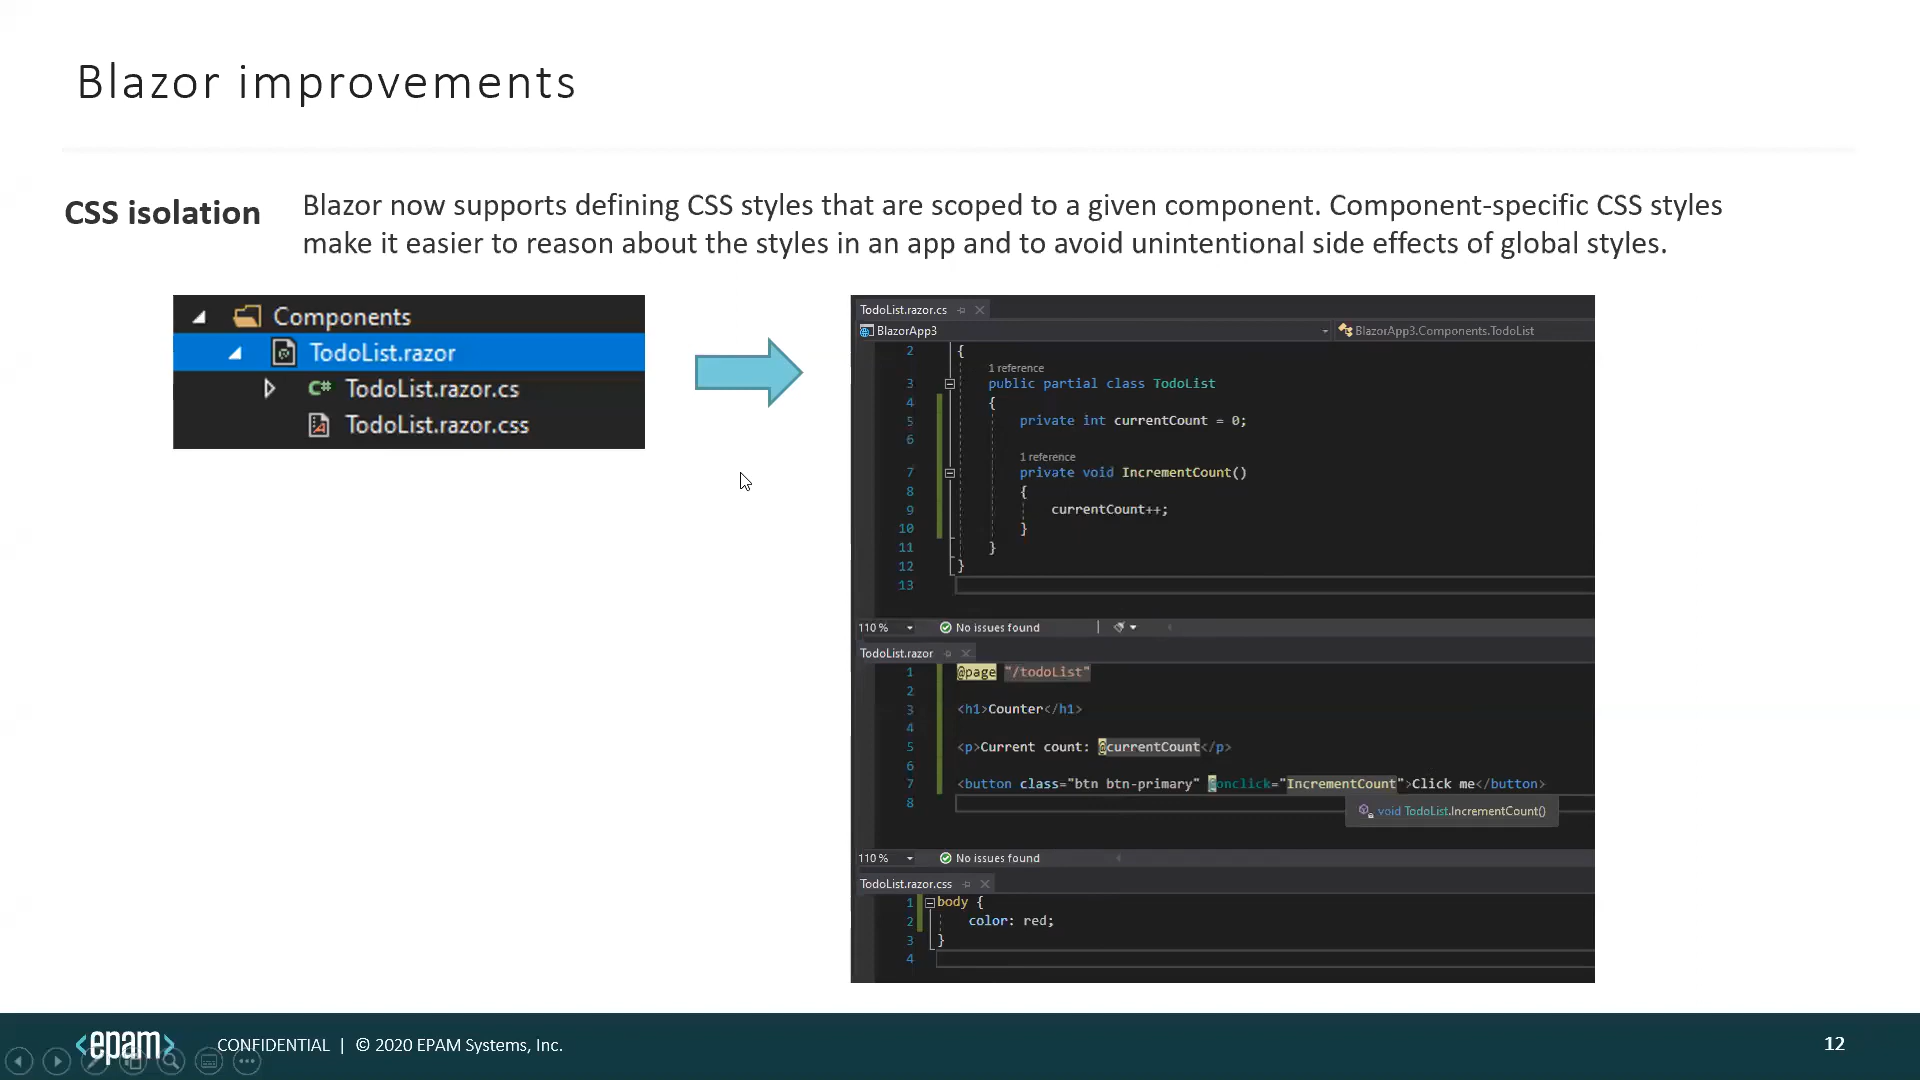 Blazor improvements
CSS isolation
Blazor now supports defining CSS styles that are scoped to a given component. Component-specific CSS styles
make it easier to reason about the styles in an app and to avoid unintentional side effects of global styles.
Components
TodoList.razor
C# TodoList.razor.cs
TodoList.razor.css
TodoList.razor.cs
BlazorApp3 BlazorApp3.Components.TodoList
2 {
1 reference
3 public partial class TodoList
4 {
5 private int currentCount = 0;
6
1 reference
7 private void IncrementCount()
8 {
9 currentCount++;
10 }
11 }
12 }
13
110 % No issues found
TodoList.razor
1 @page "/todoList"
2
3 <h1>Counter</h1>
4
5 <p>Current count: @currentCount</p>
6
7 <button class="btn btn-primary" @onclick="IncrementCount">Click me</button>
8
void TodoList.IncrementCount()
110 % No issues found
TodoList.razor.css
1 body {
2 color: red;
3 }
4
<epam> CONFIDENTIAL | © 2020 EPAM Systems, Inc. 12